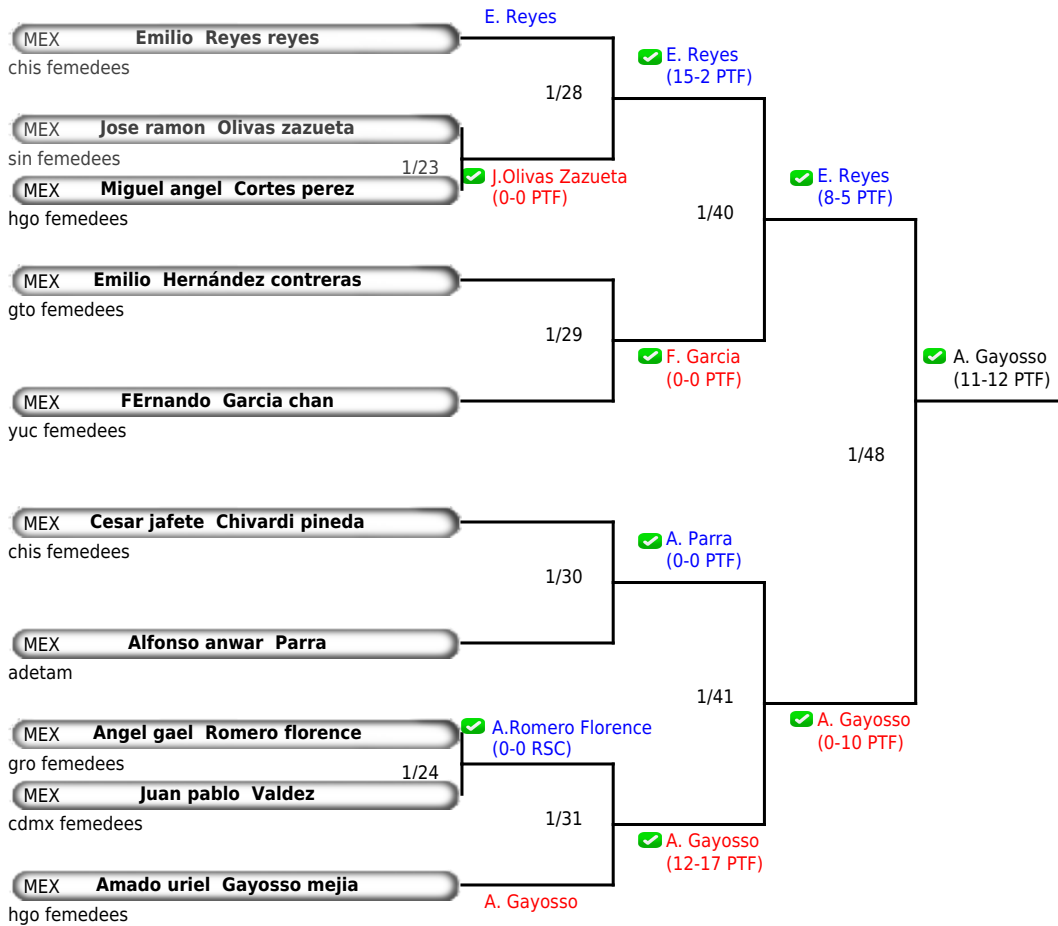 E. Reyes
MEX Emilio Reyes reyes
chis femedees
E. Reyes
(15-2 PTF)
1/28
MEX Jose ramon Olivas zazueta
sin femedees
1/23
J.Olivas Zazueta
(0-0 PTF)
MEX Miguel angel Cortes perez
hgo femedees
E. Reyes
(8-5 PTF)
1/40
MEX Emilio Hernández contreras
gto femedees
1/29
F. Garcia
(0-0 PTF)
A. Gayosso
(11-12 PTF)
MEX FErnando Garcia chan
yuc femedees
1/48
MEX Cesar jafete Chivardi pineda
chis femedees
A. Parra
(0-0 PTF)
1/30
MEX Alfonso anwar Parra
adetam
1/41
A. Gayosso
(0-10 PTF)
MEX Angel gael Romero florence
gro femedees
A.Romero Florence
(0-0 RSC)
1/24
MEX Juan pablo Valdez
cdmx femedees
1/31
A. Gayosso
(12-17 PTF)
MEX Amado uriel Gayosso mejia
hgo femedees
A. Gayosso